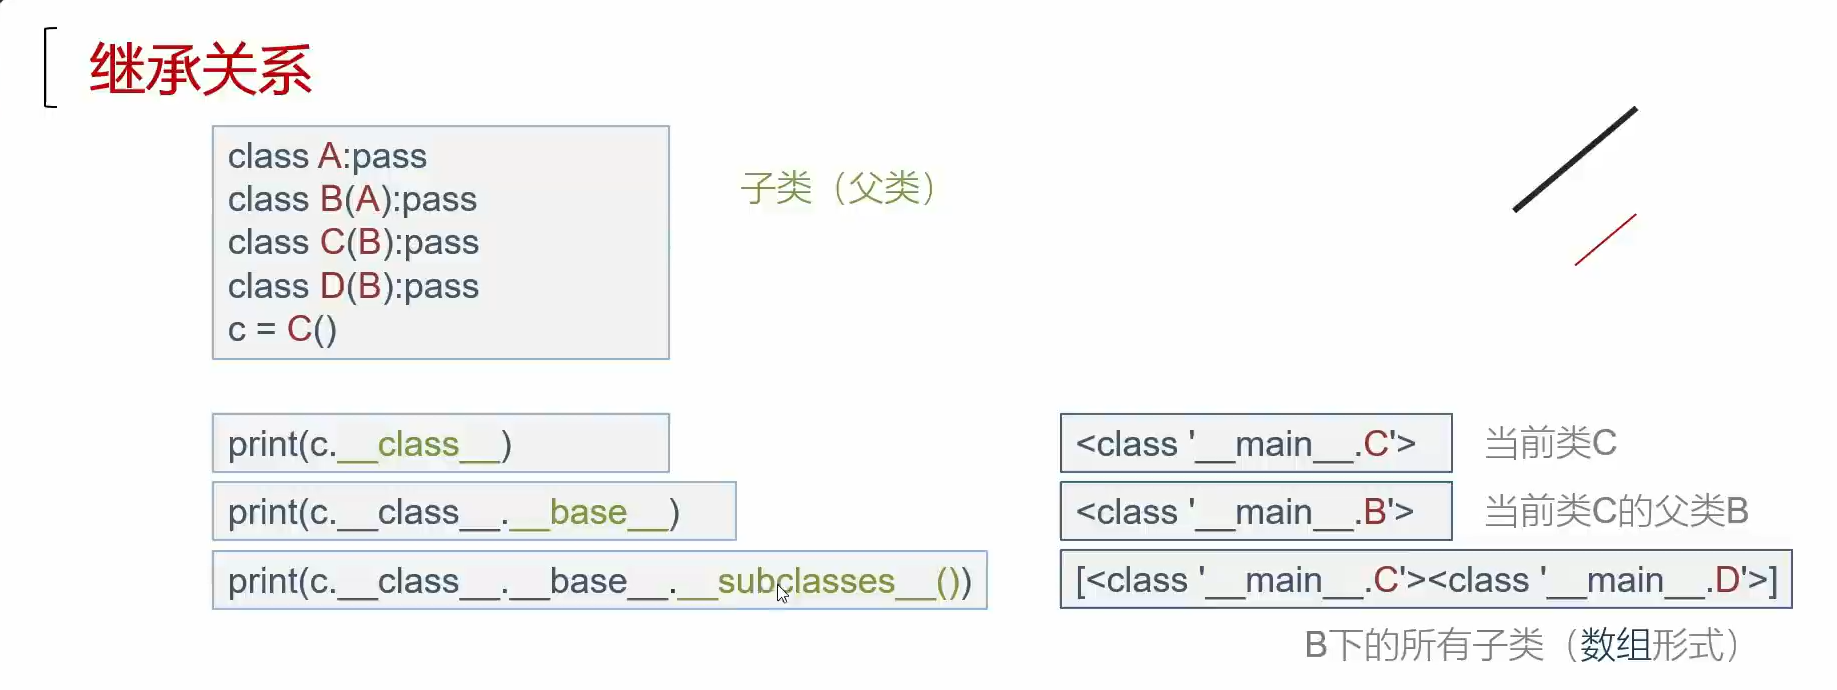 继承关系
class A:pass
class B(A):pass
class C(B):pass
class D(B):pass
c = C()
子类（父类）
print(c.__class__)
<class '__main__.C'>
当前类C
print(c.__class__.__base__)
<class '__main__.B'>
当前类C的父类B
print(c.__class__.__base__.__subclasses__())
[<class '__main__.C'><class '__main__.D'>]
B下的所有子类（数组形式）